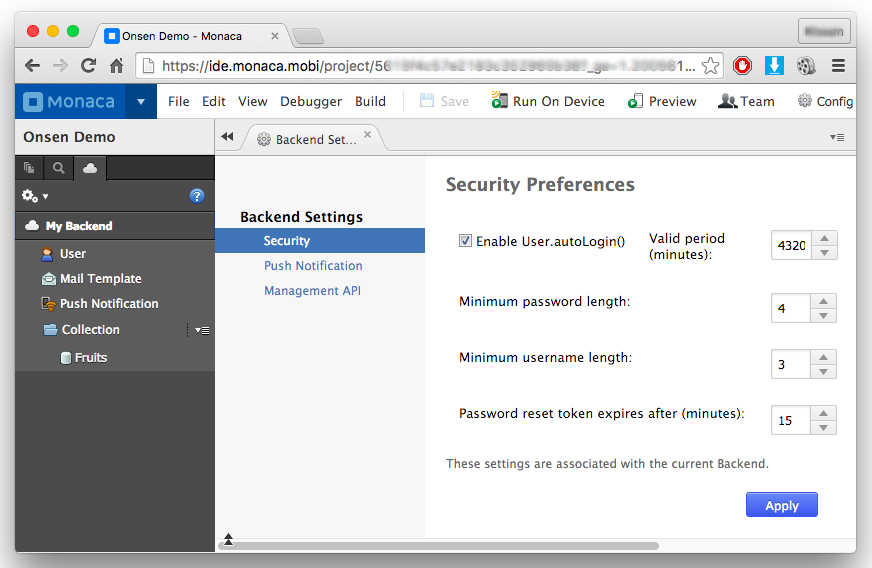 Onsen Demo - Monaca
https://ide.monaca.mobi/project/56
Monaca File Edit View Debugger Build Save Run On Device Preview Team Config
Onsen Demo
Backend Set...
My Backend
User
Mail Template
Push Notification
Collection
Fruits
Backend Settings
Security
Push Notification
Management API
Security Preferences
Enable User.autoLogin() Valid period
(minutes): 4320
Minimum password length: 4
Minimum username length: 3
Password reset token expires after (minutes): 15
These settings are associated with the current Backend.
Apply